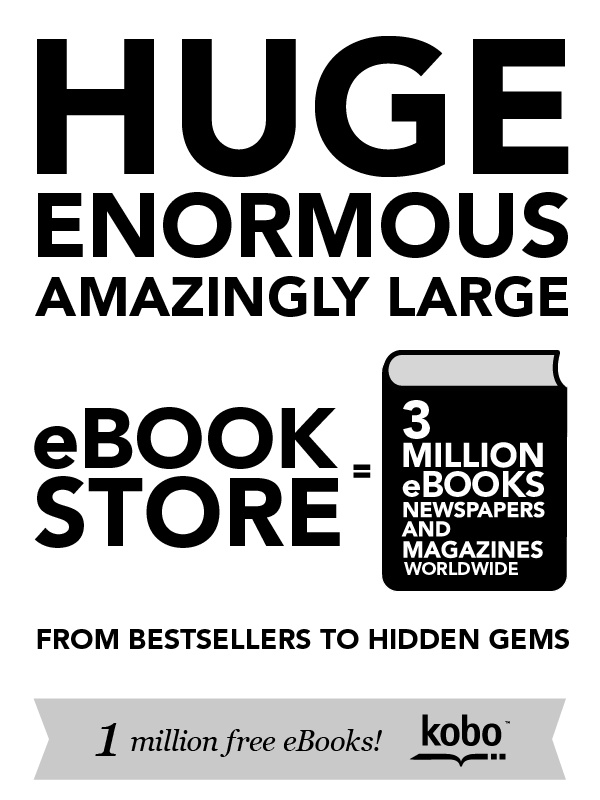 HUGE
ENORMOUS
AMAZINGLY LARGE
eBOOK
STORE
=
3
MILLION
eBOOKS
NEWSPAPERS
AND
MAGAZINES
WORLDWIDE
FROM BESTSELLERS TO HIDDEN GEMS
1 million free eBooks!
kobo™